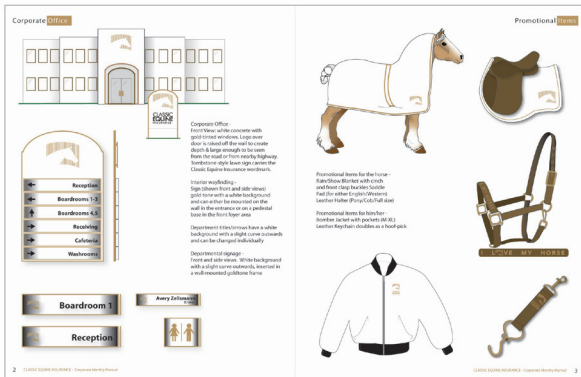 Corporate Office
CLASSIC
EQUINE
INSURANCE
Reception
Boardrooms 1-3
Boardrooms 4,5
Receiving
Cafeteria
Washrooms
Corporate Office -
Front View: white concrete with
gold-tinted windows. Logo over
door is raised off the wall to create
depth & large enough to be seen
from the road or from nearby highway.
Tombstone-style lawn sign carries the
Classic Equine Insurance wordmark.
Interior wayfinding -
Sign (shown front and side views)
gold tone with a white background
and can either be mounted on the
wall in the entrance or on a pedestal
base in the front foyer area
Department titles/arrows have a white
background with a slight curve outwards
and can be changed individually
Departmental signage -
Front and side views. White background
with a slight curve outwards, inserted in
a wall-mounted goldtone frame
Boardroom 1
Reception
Avery Zellsmann
2 CLASSIC EQUINE INSURANCE - Corporate Identity Manual
Promotional Items
Promotional items for the horse -
Rain/Show Blanket with cinch
and front clasp buckles Saddle
Pad (for either English/Western)
Leather Halter (Pony/Cob/Full size)
Promotional items for him/her -
Bomber Jacket with pockets (M-XL)
Leather Keychain doubles as a hoof-pick
I LOVE MY HORSE
CLASSIC EQUINE INSURANCE - Corporate Identity Manual 3